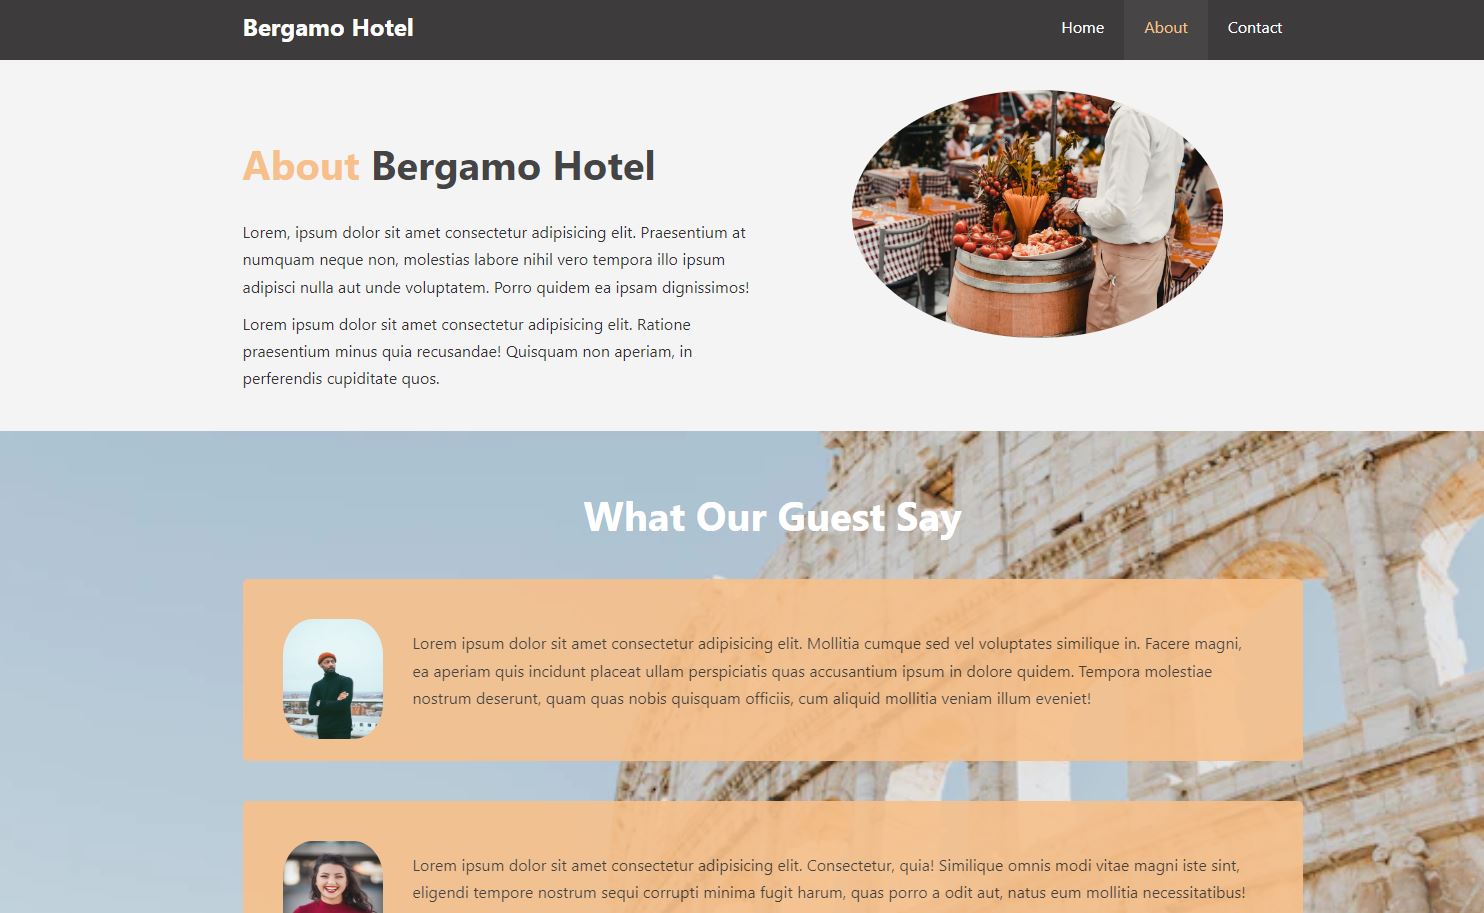 Bergamo Hotel
Home About Contact
About Bergamo Hotel
Lorem, ipsum dolor sit amet consectetur adipisicing elit. Praesentium at
numquam neque non, molestias labore nihil vero tempora illo ipsum
adipisci nulla aut unde voluptatem. Porro quidem ea ipsam dignissimos!
Lorem ipsum dolor sit amet consectetur adipisicing elit. Ratione
praesentium minus quia recusandae! Quisquam non aperiam, in
perferendis cupiditate quos.
What Our Guest Say
Lorem ipsum dolor sit amet consectetur adipisicing elit. Mollitia cumque sed vel voluptates similique in. Facere magni,
ea aperiam quis incidunt placeat ullam perspiciatis quas accusantium ipsum in dolore quidem. Tempora molestiae
nostrum deserunt, quam quas nobis quisquam officiis, cum aliquid mollitia veniam illum eveniet!
Lorem ipsum dolor sit amet consectetur adipisicing elit. Consectetur, quia! Similique omnis modi vitae magni iste sint,
eligendi tempore nostrum sequi corrupti minima fugit harum, quas porro a odit aut, natus eum mollitia necessitatibus!